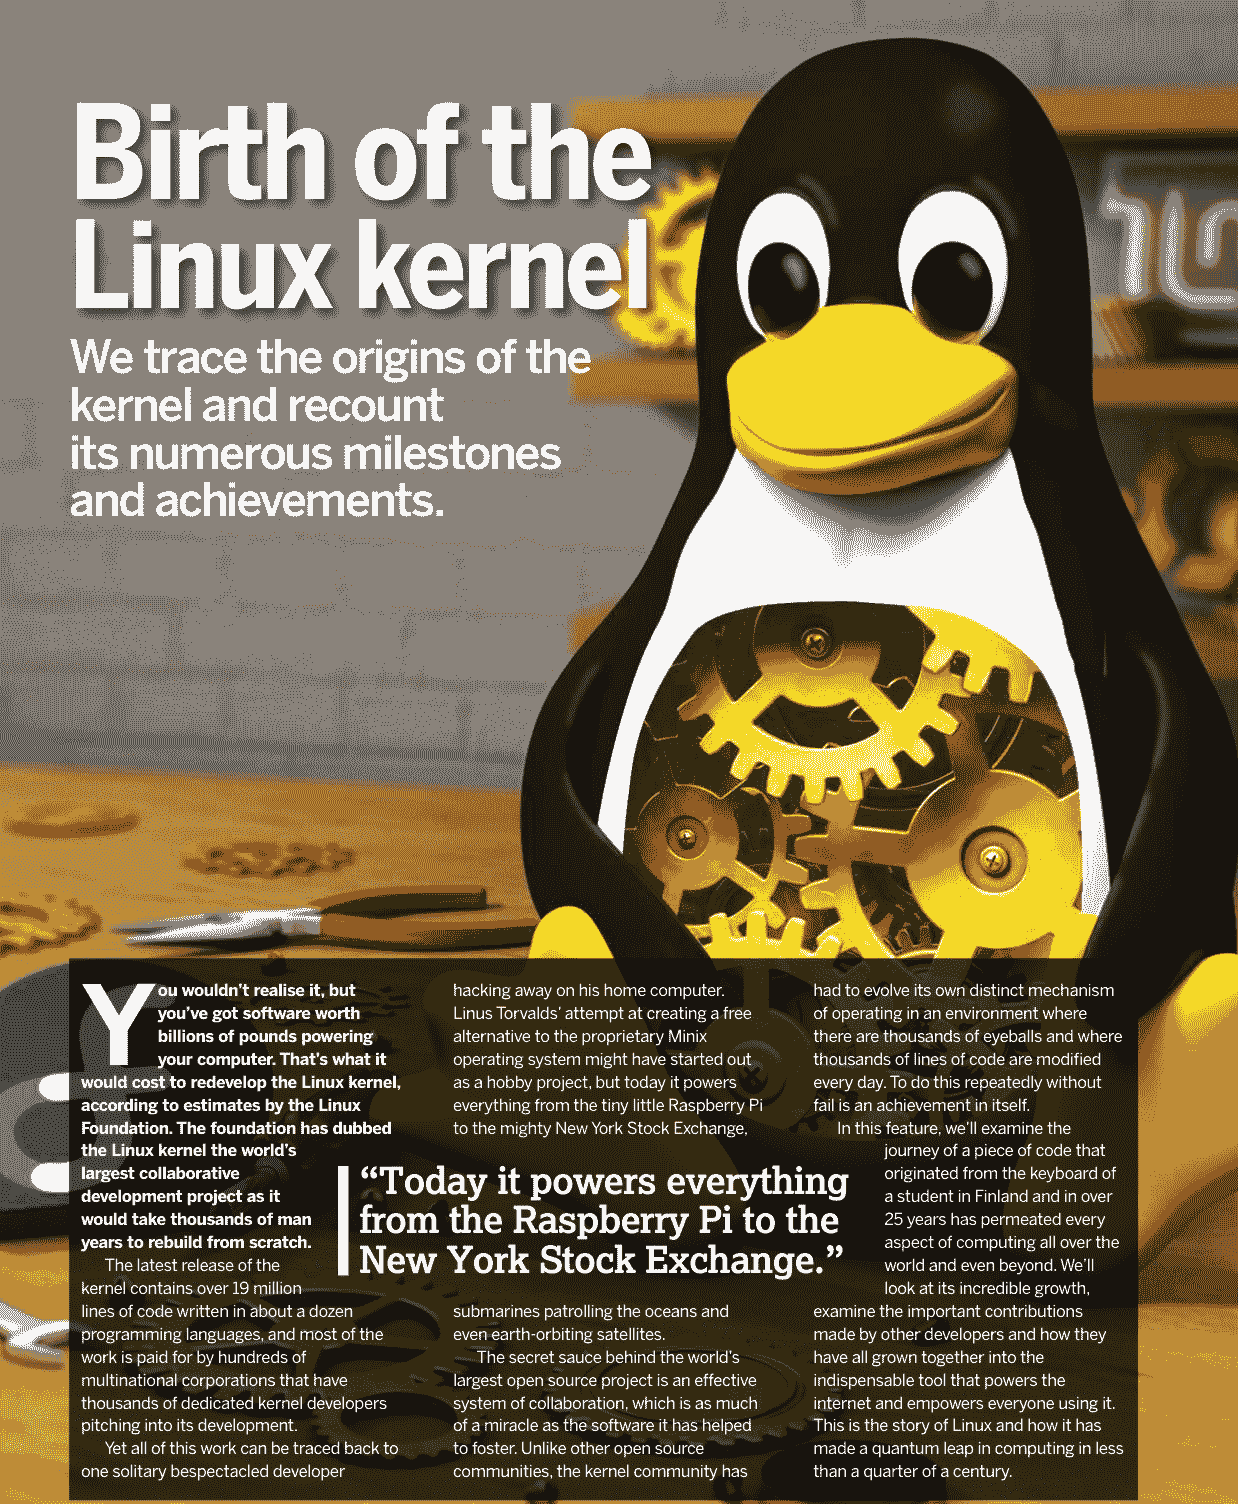 Birth of the
Linux kernel
We trace the origins of the
kernel and recount
its numerous milestones
and achievements.
You wouldn't realise it, but
you've got software worth
billions of pounds powering
your computer. That's what it
would cost to redevelop the Linux kernel,
according to estimates by the Linux
Foundation. The foundation has dubbed
the Linux kernel the world's
largest collaborative
development project as it
would take thousands of man
years to rebuild from scratch.
The latest release of the
kernel contains over 19 million
lines of code written in about a dozen
programming languages, and most of the
work is paid for by hundreds of
multinational corporations that have
thousands of dedicated kernel developers
pitching into its development.
Yet all of this work can be traced back to
one solitary bespectacled developer
hacking away on his home computer.
Linus Torvalds' attempt at creating a free
alternative to the proprietary Minix
operating system might have started out
as a hobby project, but today it powers
everything from the tiny little Raspberry Pi
to the mighty New York Stock Exchange,
“Today it powers everything
from the Raspberry Pi to the
New York Stock Exchange.”
submarines patrolling the oceans and
even earth-orbiting satellites.
The secret sauce behind the world's
largest open source project is an effective
system of collaboration, which is as much
of a miracle as the software it has helped
to foster. Unlike other open source
communities, the kernel community has
had to evolve its own distinct mechanism
of operating in an environment where
there are thousands of eyeballs and where
thousands of lines of code are modified
every day. To do this repeatedly without
fail is an achievement in itself.
In this feature, we'll examine the
journey of a piece of code that
originated from the keyboard of
a student in Finland and in over
25 years has permeated every
aspect of computing all over the
world and even beyond. We'll
look at its incredible growth,
examine the important contributions
made by other developers and how they
have all grown together into the
indispensable tool that powers the
internet and empowers everyone using it.
This is the story of Linux and how it has
made a quantum leap in computing in less
than a quarter of a century.